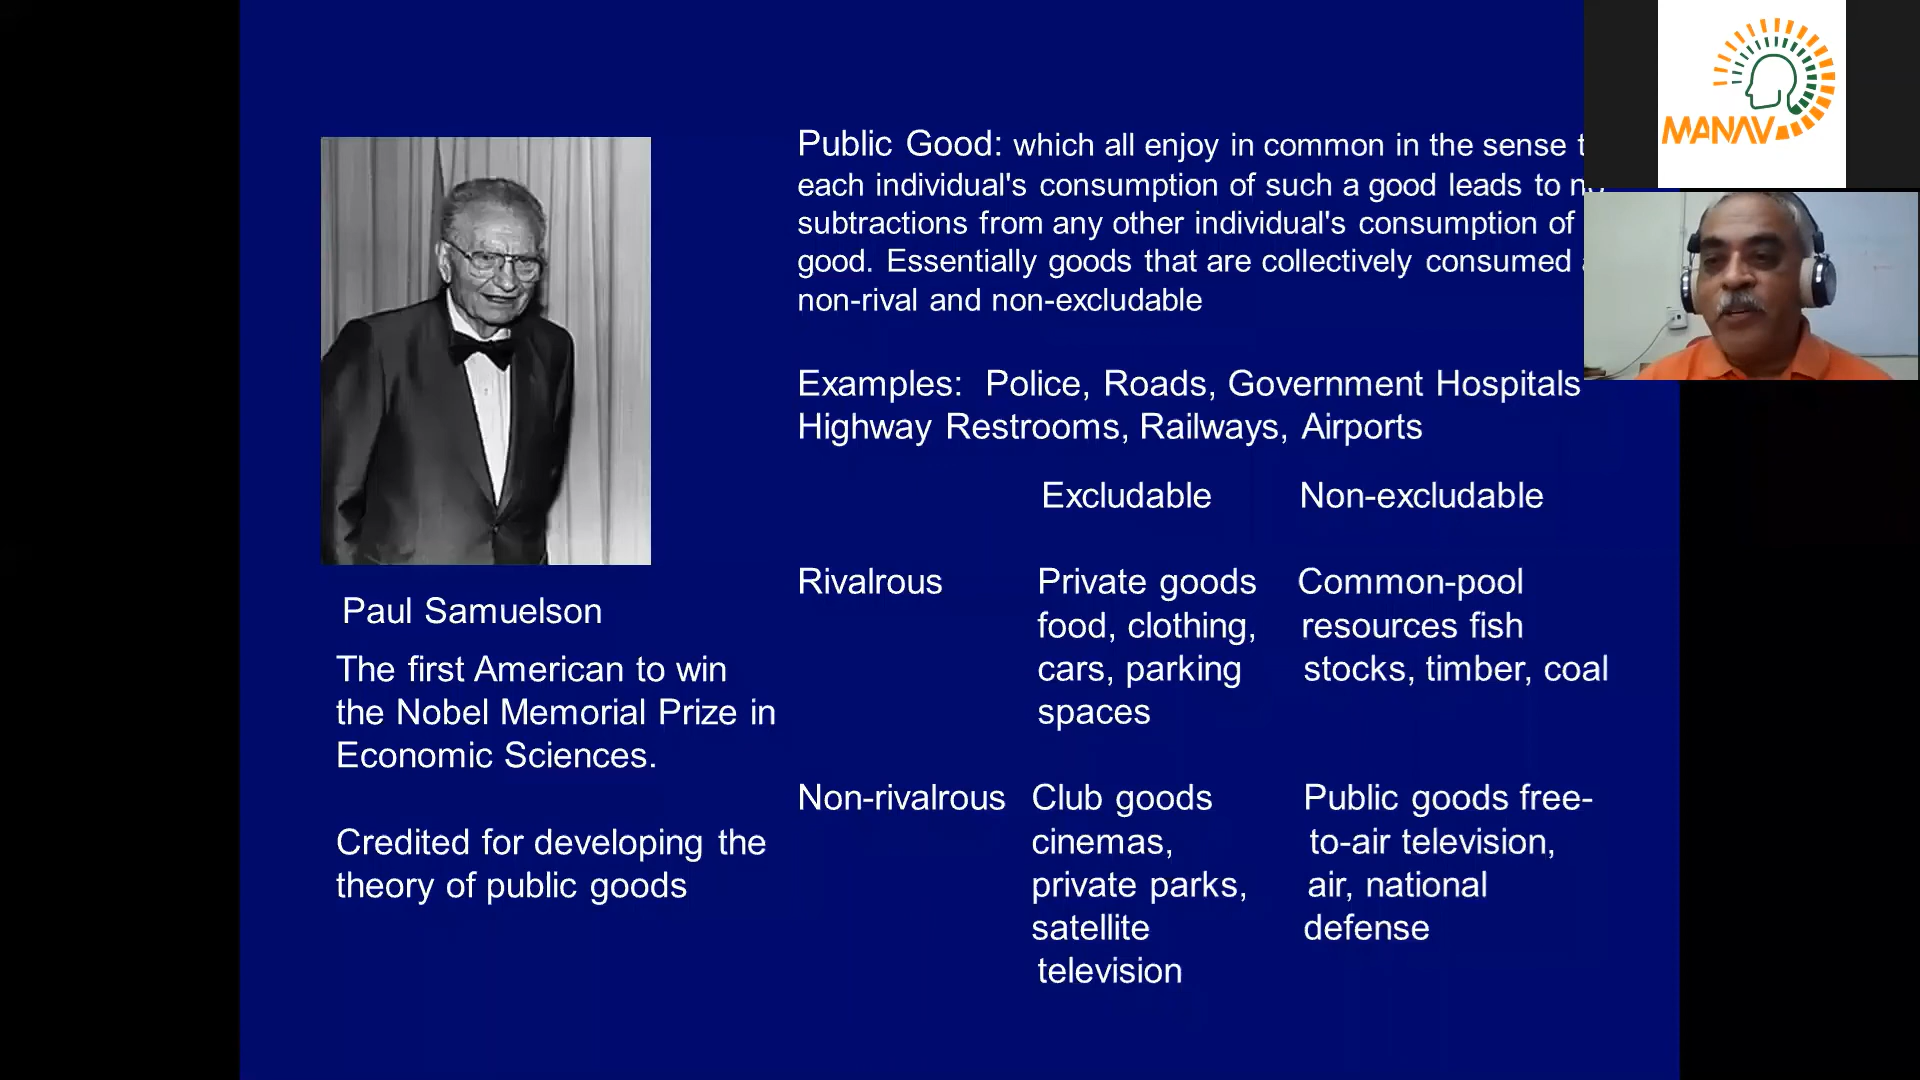 MANAV
Public Good: which all enjoy in common in the sense
each individual's consumption of such a good leads to no
subtractions from any other individual's consumption of
good. Essentially goods that are collectively consumed
non-rival and non-excludable
Examples: Police, Roads, Government Hospitals
Highway Restrooms, Railways, Airports
Excludable Non-excludable
Rivalrous Private goods Common-pool
food, clothing, resources fish
cars, parking stocks, timber, coal
spaces
Non-rivalrous Club goods Public goods free-
cinemas, to-air television,
private parks, air, national
satellite defense
television
Paul Samuelson
The first American to win
the Nobel Memorial Prize in
Economic Sciences.
Credited for developing the
theory of public goods